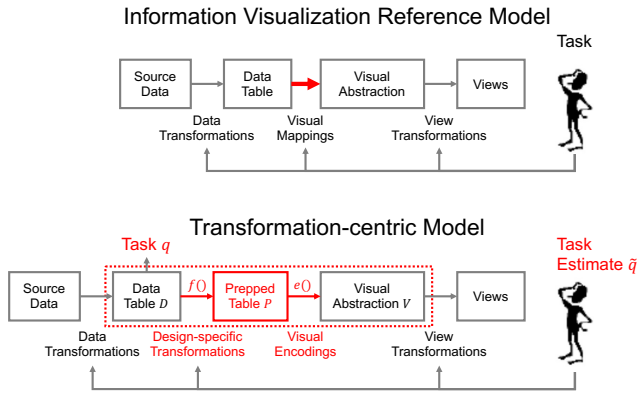 Information Visualization Reference Model
Task
Source
Data
Data
Table
Visual
Abstraction
Views
Data
Transformations
Visual
Mappings
View
Transformations
Transformation-centric Model
Task q
Task
Estimate q̃
Source
Data
Data
Table D
f()
Prepped
Table P
e()
Visual
Abstraction V
Views
Data
Transformations
Design-specific
Transformations
Visual
Encodings
View
Transformations